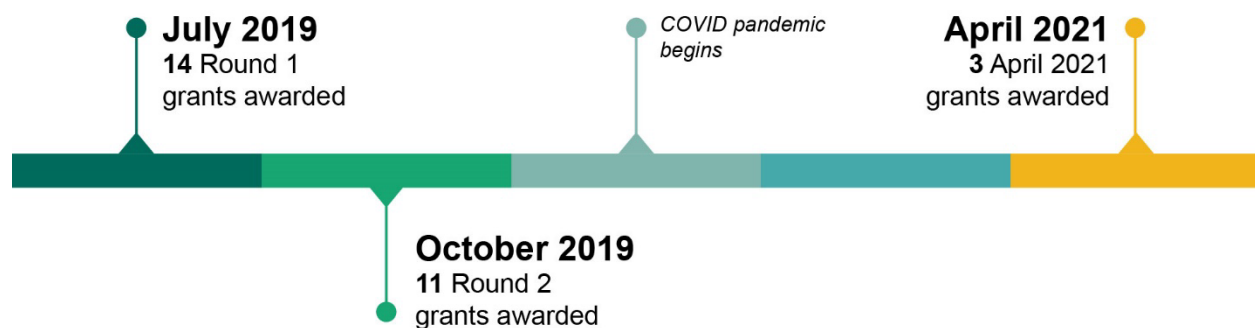 July 2019
14 Round 1
grants awarded
October 2019
11 Round 2
grants awarded
COVID pandemic
begins
April 2021
3 April 2021
grants awarded